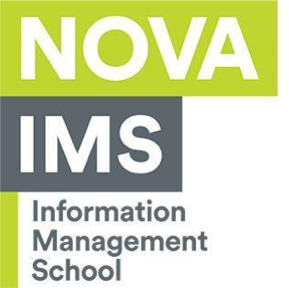 NOVA
IMS
Information
Management
School